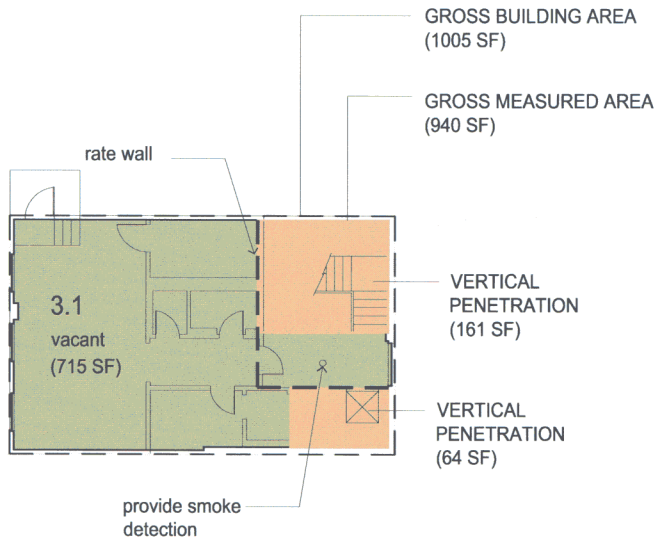 GROSS BUILDING AREA
(1005 SF)
GROSS MEASURED AREA
(940 SF)
rate wall
3.1
vacant
(715 SF)
VERTICAL
PENETRATION
(161 SF)
VERTICAL
PENETRATION
(64 SF)
provide smoke
detection